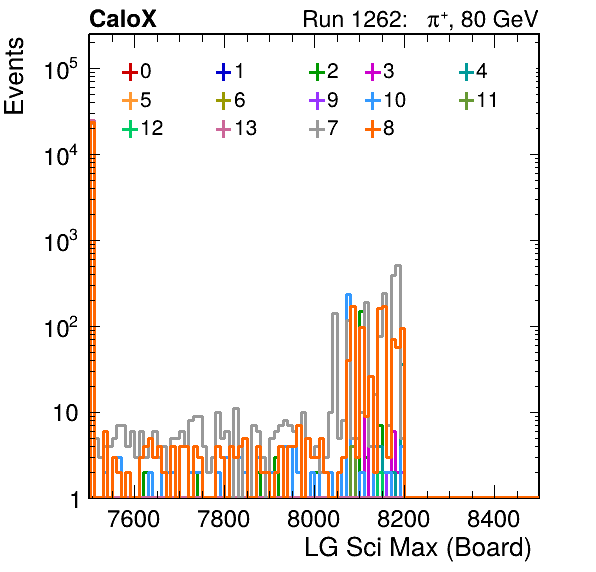 CaloX Run 1262: π⁺, 80 GeV
Events
0 1 2 3 4
5 6 9 10 11
12 13 7 8
10⁵
10⁴
10³
10²
10
1
7600 7800 8000 8200 8400
LG Sci Max (Board)